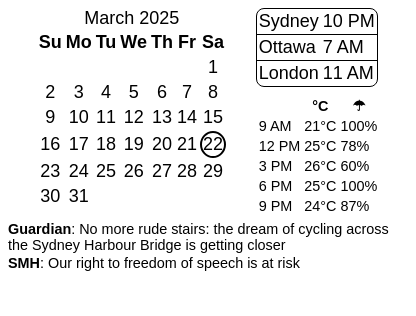 March 2025
Su Mo Tu We Th Fr Sa
1
2 3 4 5 6 7 8
9 10 11 12 13 14 15
16 17 18 19 20 21 22
23 24 25 26 27 28 29
30 31
Sydney 10 PM
Ottawa 7 AM
London 11 AM
°C ☂
9 AM 21°C 100%
12 PM 25°C 78%
3 PM 26°C 60%
6 PM 25°C 100%
9 PM 24°C 87%
Guardian: No more rude stairs: the dream of cycling across
the Sydney Harbour Bridge is getting closer
SMH: Our right to freedom of speech is at risk